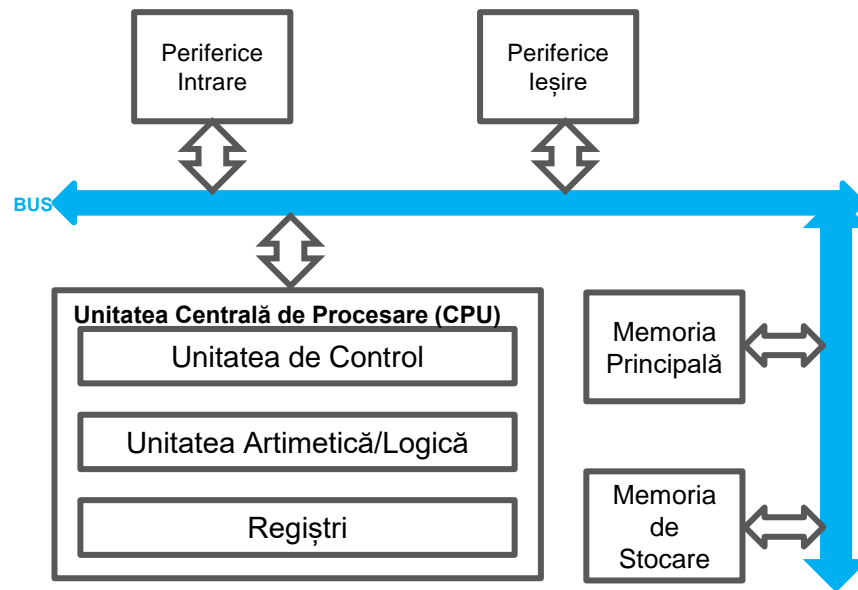 Periferice
Intrare
Periferice
Ieșire
BUS
Unitatea Centrală de Procesare (CPU)
Unitatea de Control
Unitatea Artimetică/Logică
Regiștri
Memoria
Principală
Memoria
de
Stocare